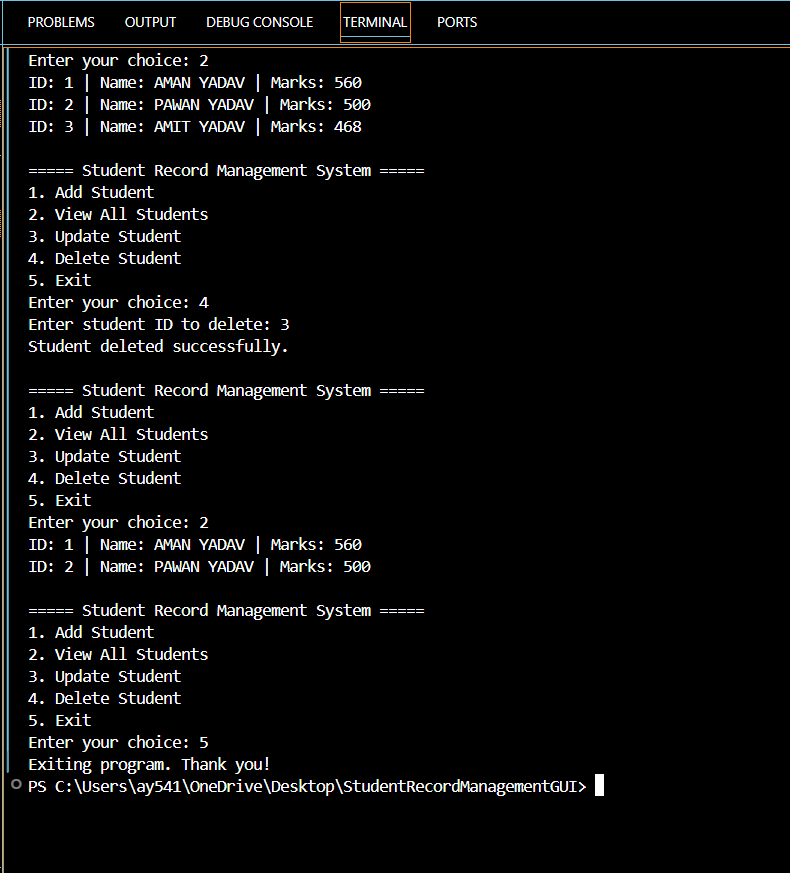 PROBLEMS OUTPUT DEBUG CONSOLE TERMINAL PORTS
Enter your choice: 2
ID: 1 | Name: AMAN YADAV | Marks: 560
ID: 2 | Name: PAWAN YADAV | Marks: 500
ID: 3 | Name: AMIT YADAV | Marks: 468
===== Student Record Management System =====
1. Add Student
2. View All Students
3. Update Student
4. Delete Student
5. Exit
Enter your choice: 4
Enter student ID to delete: 3
Student deleted successfully.
===== Student Record Management System =====
1. Add Student
2. View All Students
3. Update Student
4. Delete Student
5. Exit
Enter your choice: 2
ID: 1 | Name: AMAN YADAV | Marks: 560
ID: 2 | Name: PAWAN YADAV | Marks: 500
===== Student Record Management System =====
1. Add Student
2. View All Students
3. Update Student
4. Delete Student
5. Exit
Enter your choice: 5
Exiting program. Thank you!
PS C:\Users\ay541\OneDrive\Desktop\StudentRecordManagementGUI>